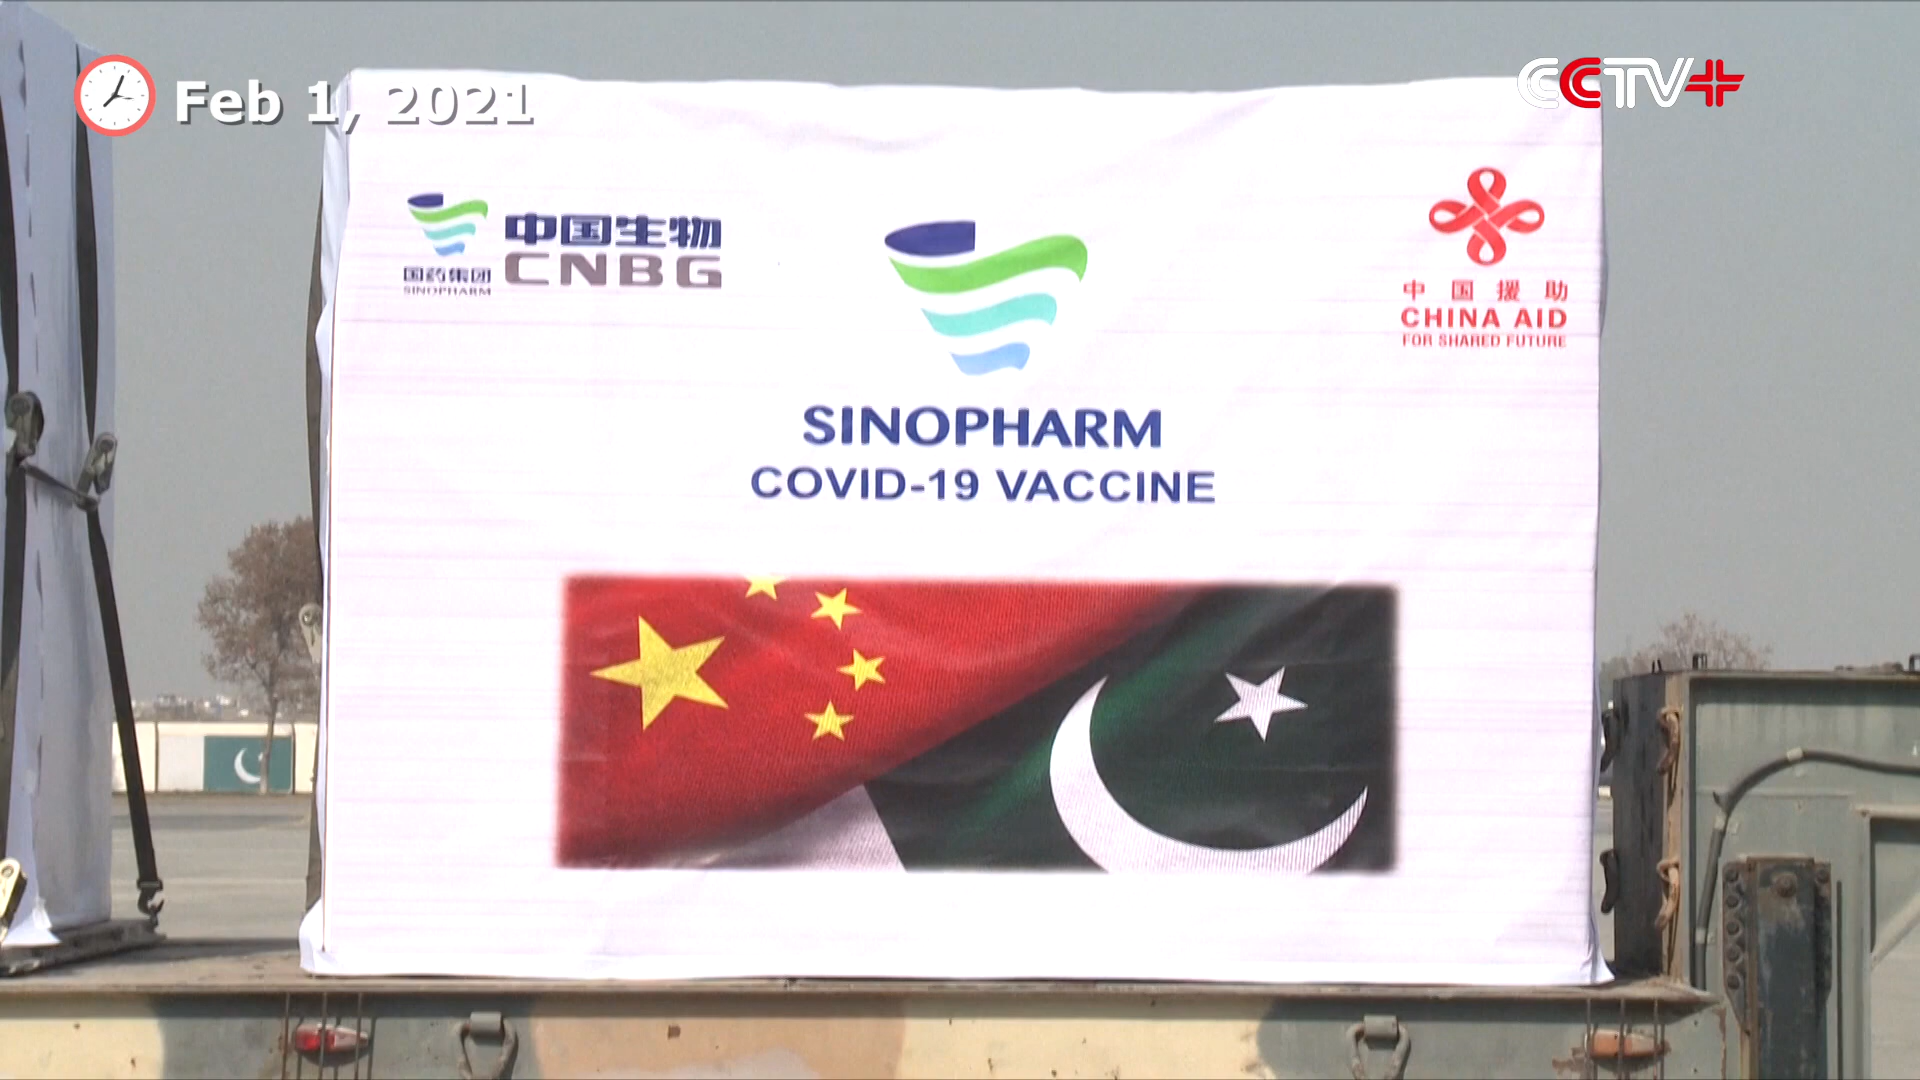 Feb 1, 2021
CCTV+
国药集团
SINOPHARM
中国生物
CNBG
SINOPHARM
COVID-19 VACCINE
中国援助
CHINA AID
FOR SHARED FUTURE